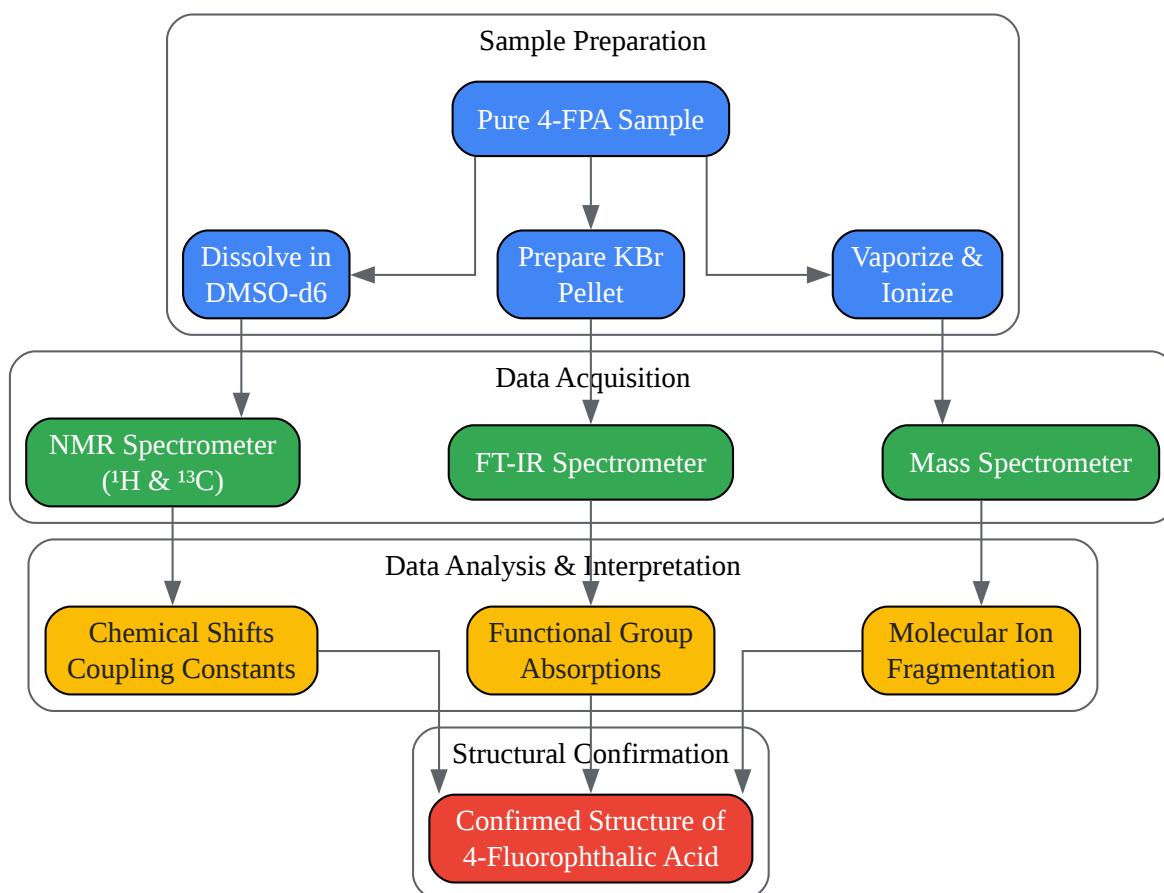 Sample Preparation
Pure 4-FPA Sample
Dissolve in
DMSO-d6
Prepare KBr
Pellet
Vaporize &
Ionize
Data Acquisition
NMR Spectrometer
(¹H & ¹³C)
FT-IR Spectrometer
Mass Spectrometer
Data Analysis & Interpretation
Chemical Shifts
Coupling Constants
Functional Group
Absorptions
Molecular Ion
Fragmentation
Structural Confirmation
Confirmed Structure of
4-Fluorophthalic Acid